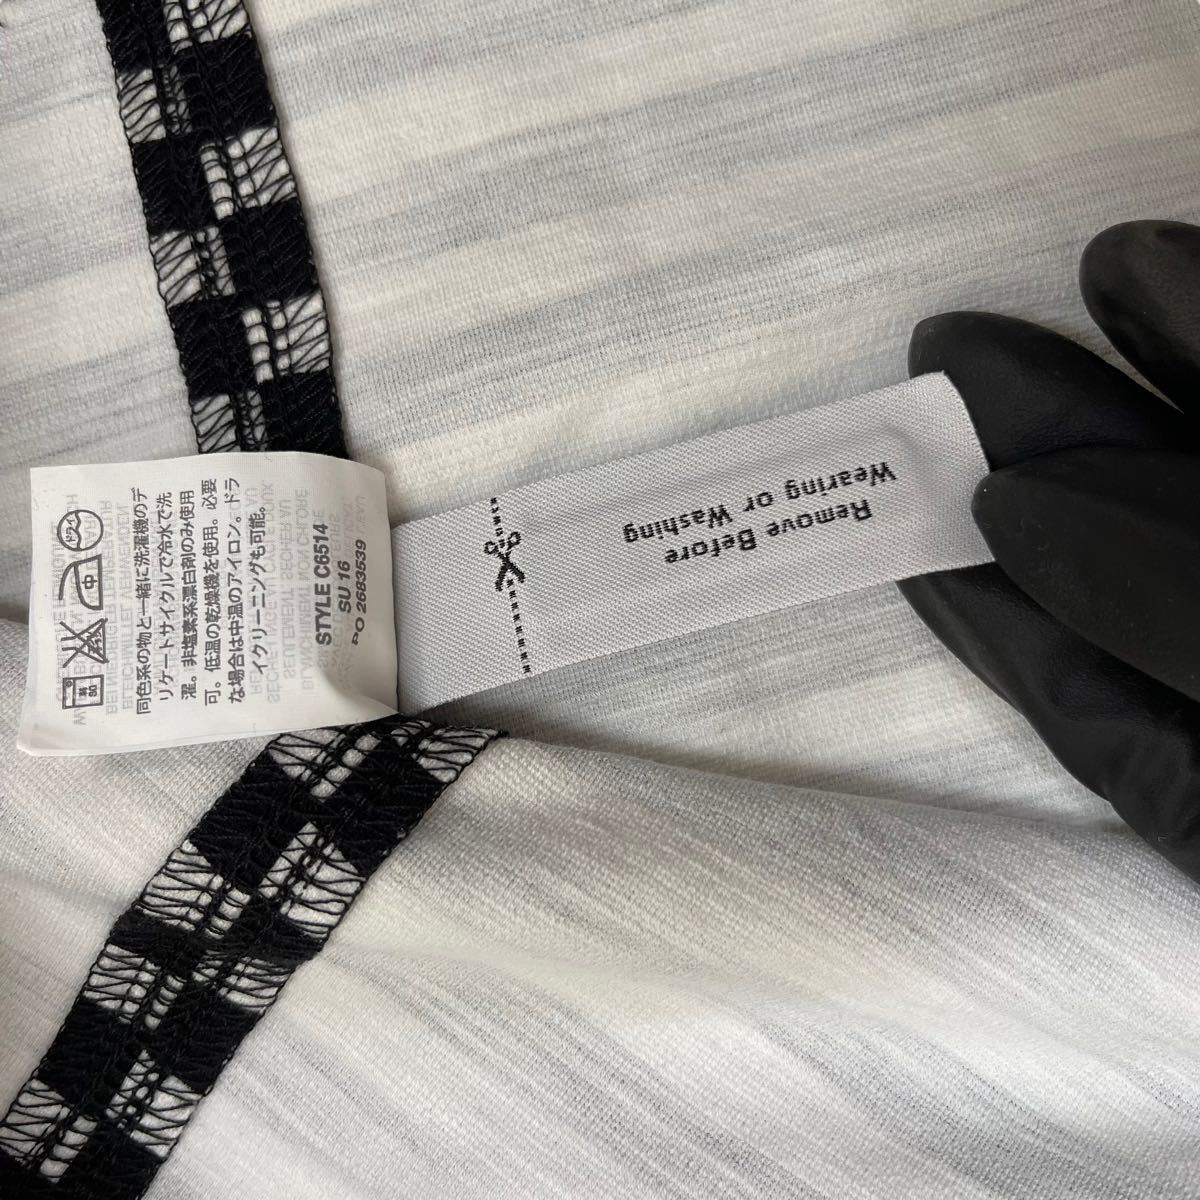 同色系の物と一緒に洗濯機のデ
リケートサイクルで冷水で洗
濯。非塩素系漂白剤のみ使用
可。低温の乾燥機を使用。必要
な場合は中温のアイロン。ドラ
イクリーニングも可能。
STYLE C6514
SU 16
PO 2683539
Remove Before
Wearing or Washing
ドライ
中